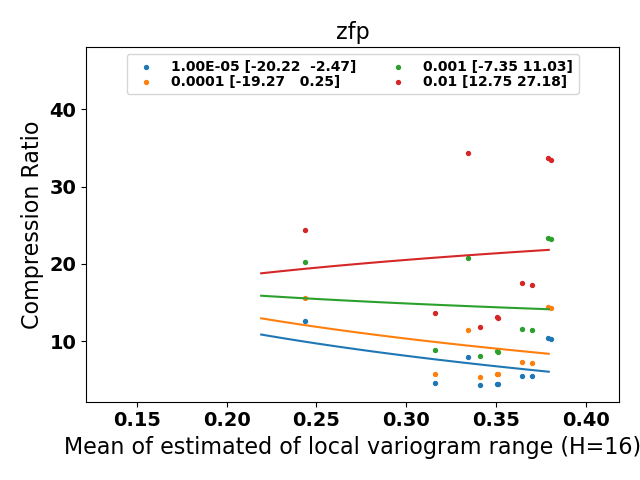 zfp
1.00E-05 [-20.22  -2.47]
0.0001 [-19.27   0.25]
0.001 [-7.35 11.03]
0.01 [12.75 27.18]
Compression Ratio
40
30
20
10
0.15 0.20 0.25 0.30 0.35 0.40
Mean of estimated of local variogram range (H=16)